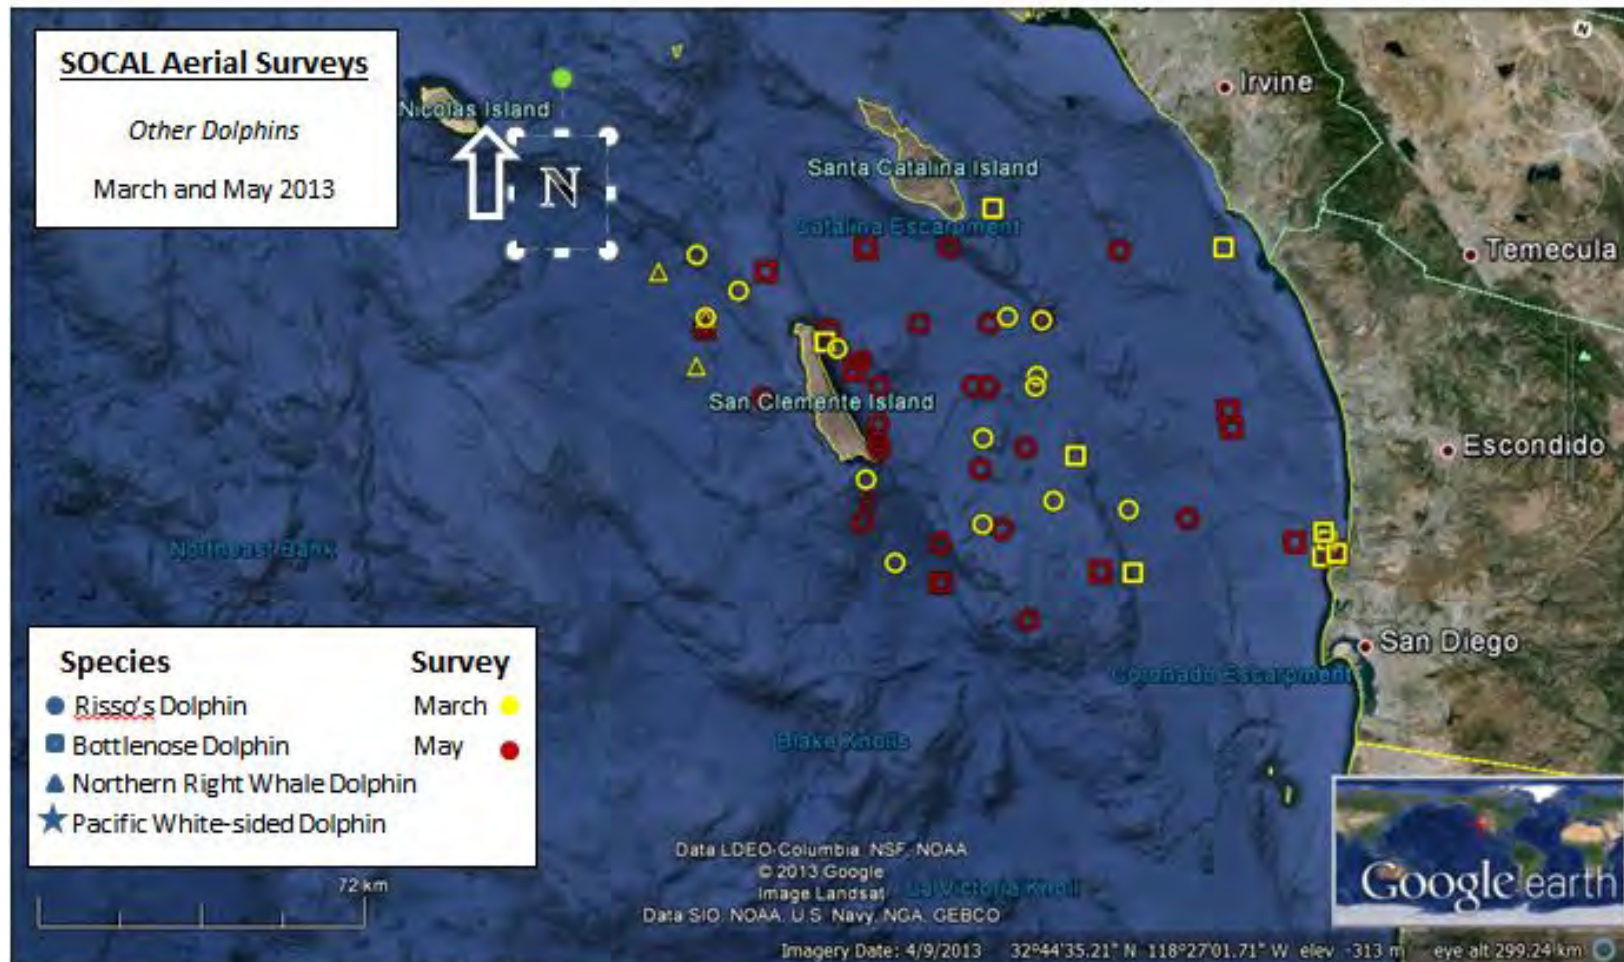 SOCAL Aerial Surveys
Other Dolphins
March and May 2013
Nicolas Island
N
N
Irvine
Santa Catalina Island
Catalina Escarpment
Temecula
San Clemente Island
Escondido
Northeast Bank
San Diego
Coronado Escarpment
Blake Knolls
Species Survey
Risso's Dolphin March
Bottlenose Dolphin May
Northern Right Whale Dolphin
Pacific White-sided Dolphin
72 km
Data LDEO-Columbia, NSF, NOAA
© 2013 Google
Image Landsat
La Victoria Knoll
Data SIO, NOAA, U.S. Navy, NGA, GEBCO
Google earth
Imagery Date: 4/9/2013 32°44'35.21" N 118°27'01.71" W elev -313 m eye alt 299.24 km